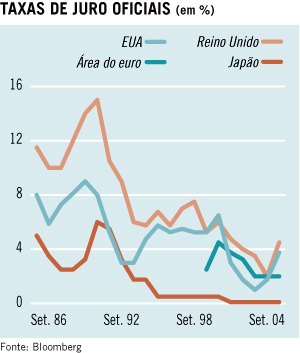 TAXAS DE JURO OFICIAIS (em %)
EUA
Reino Unido
Área do euro
Japão
16
12
8
4
0
Set. 86
Set. 92
Set. 98
Set. 04
Fonte: Bloomberg